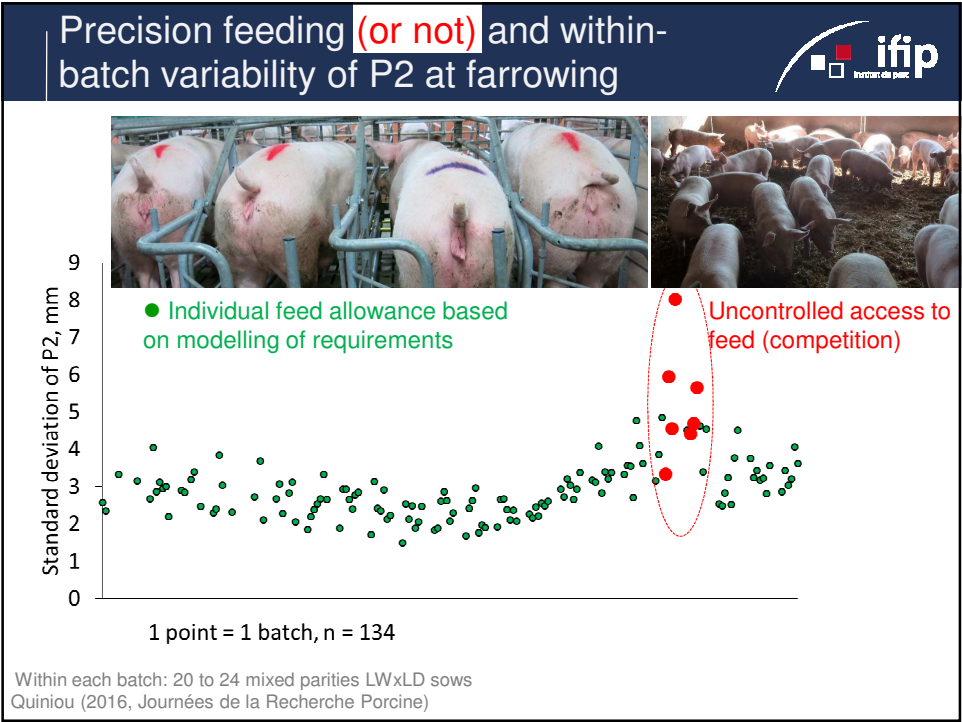 Precision feeding (or not) and within-
batch variability of P2 at farrowing
ifip
Institut du porc
9
8
7
6
5
4
3
2
1
0
Standard deviation of P2, mm
● Individual feed allowance based
on modelling of requirements
Uncontrolled access to
feed (competition)
1 point = 1 batch, n = 134
Within each batch: 20 to 24 mixed parities LWxLD sows
Quiniou (2016, Journées de la Recherche Porcine)